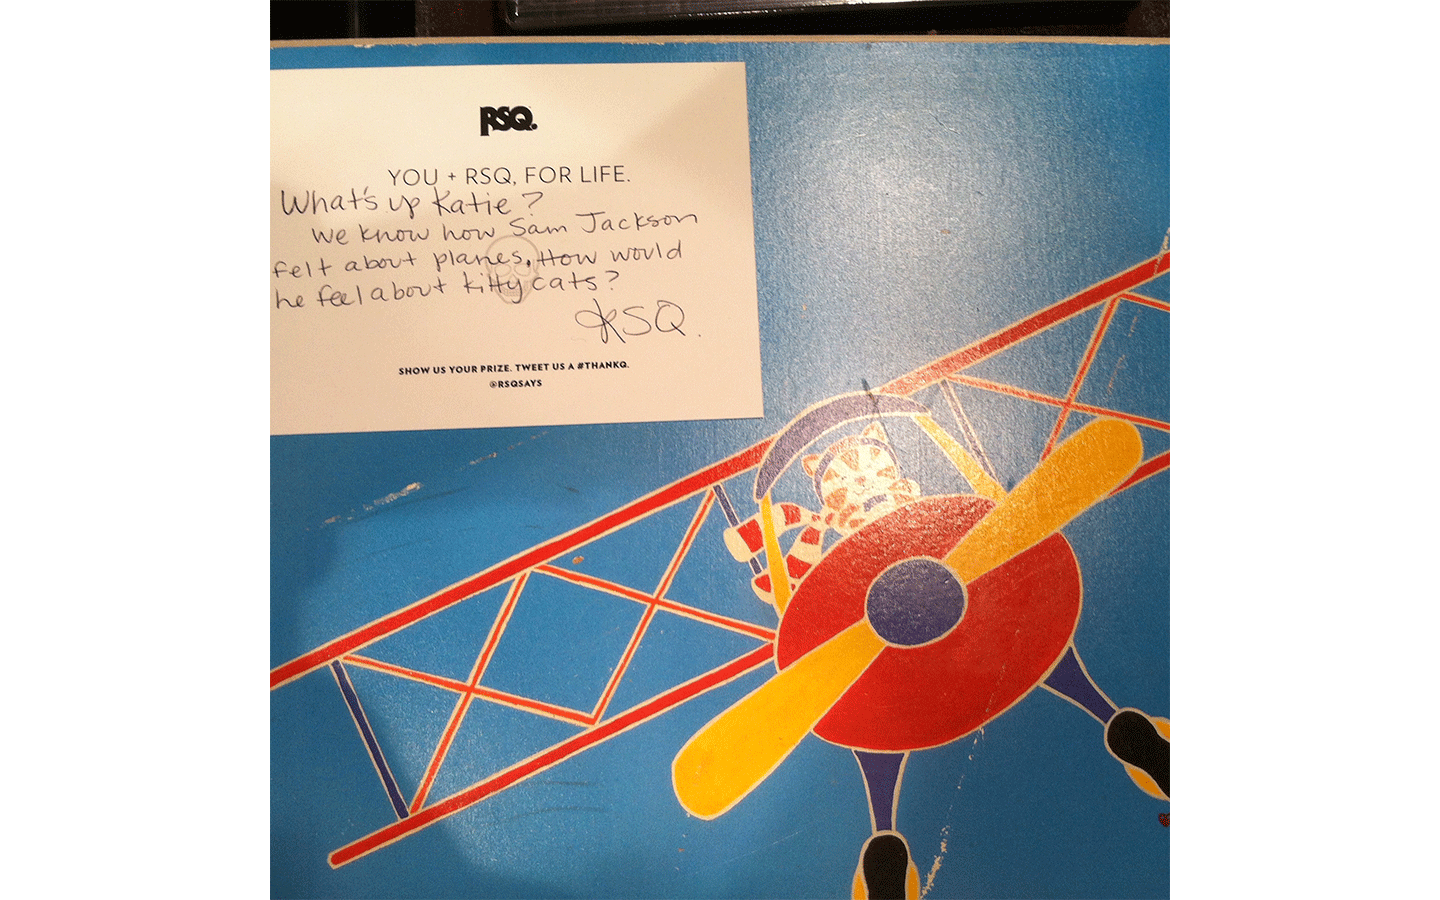 RSQ.
YOU + RSQ, FOR LIFE.
What's up Katie?
We know how Sam Jackson
felt about planes. How would
he feel about kitty cats?
RSQ.
SHOW US YOUR PRIZE. TWEET US A #THANKQ.
@RSQSAYS